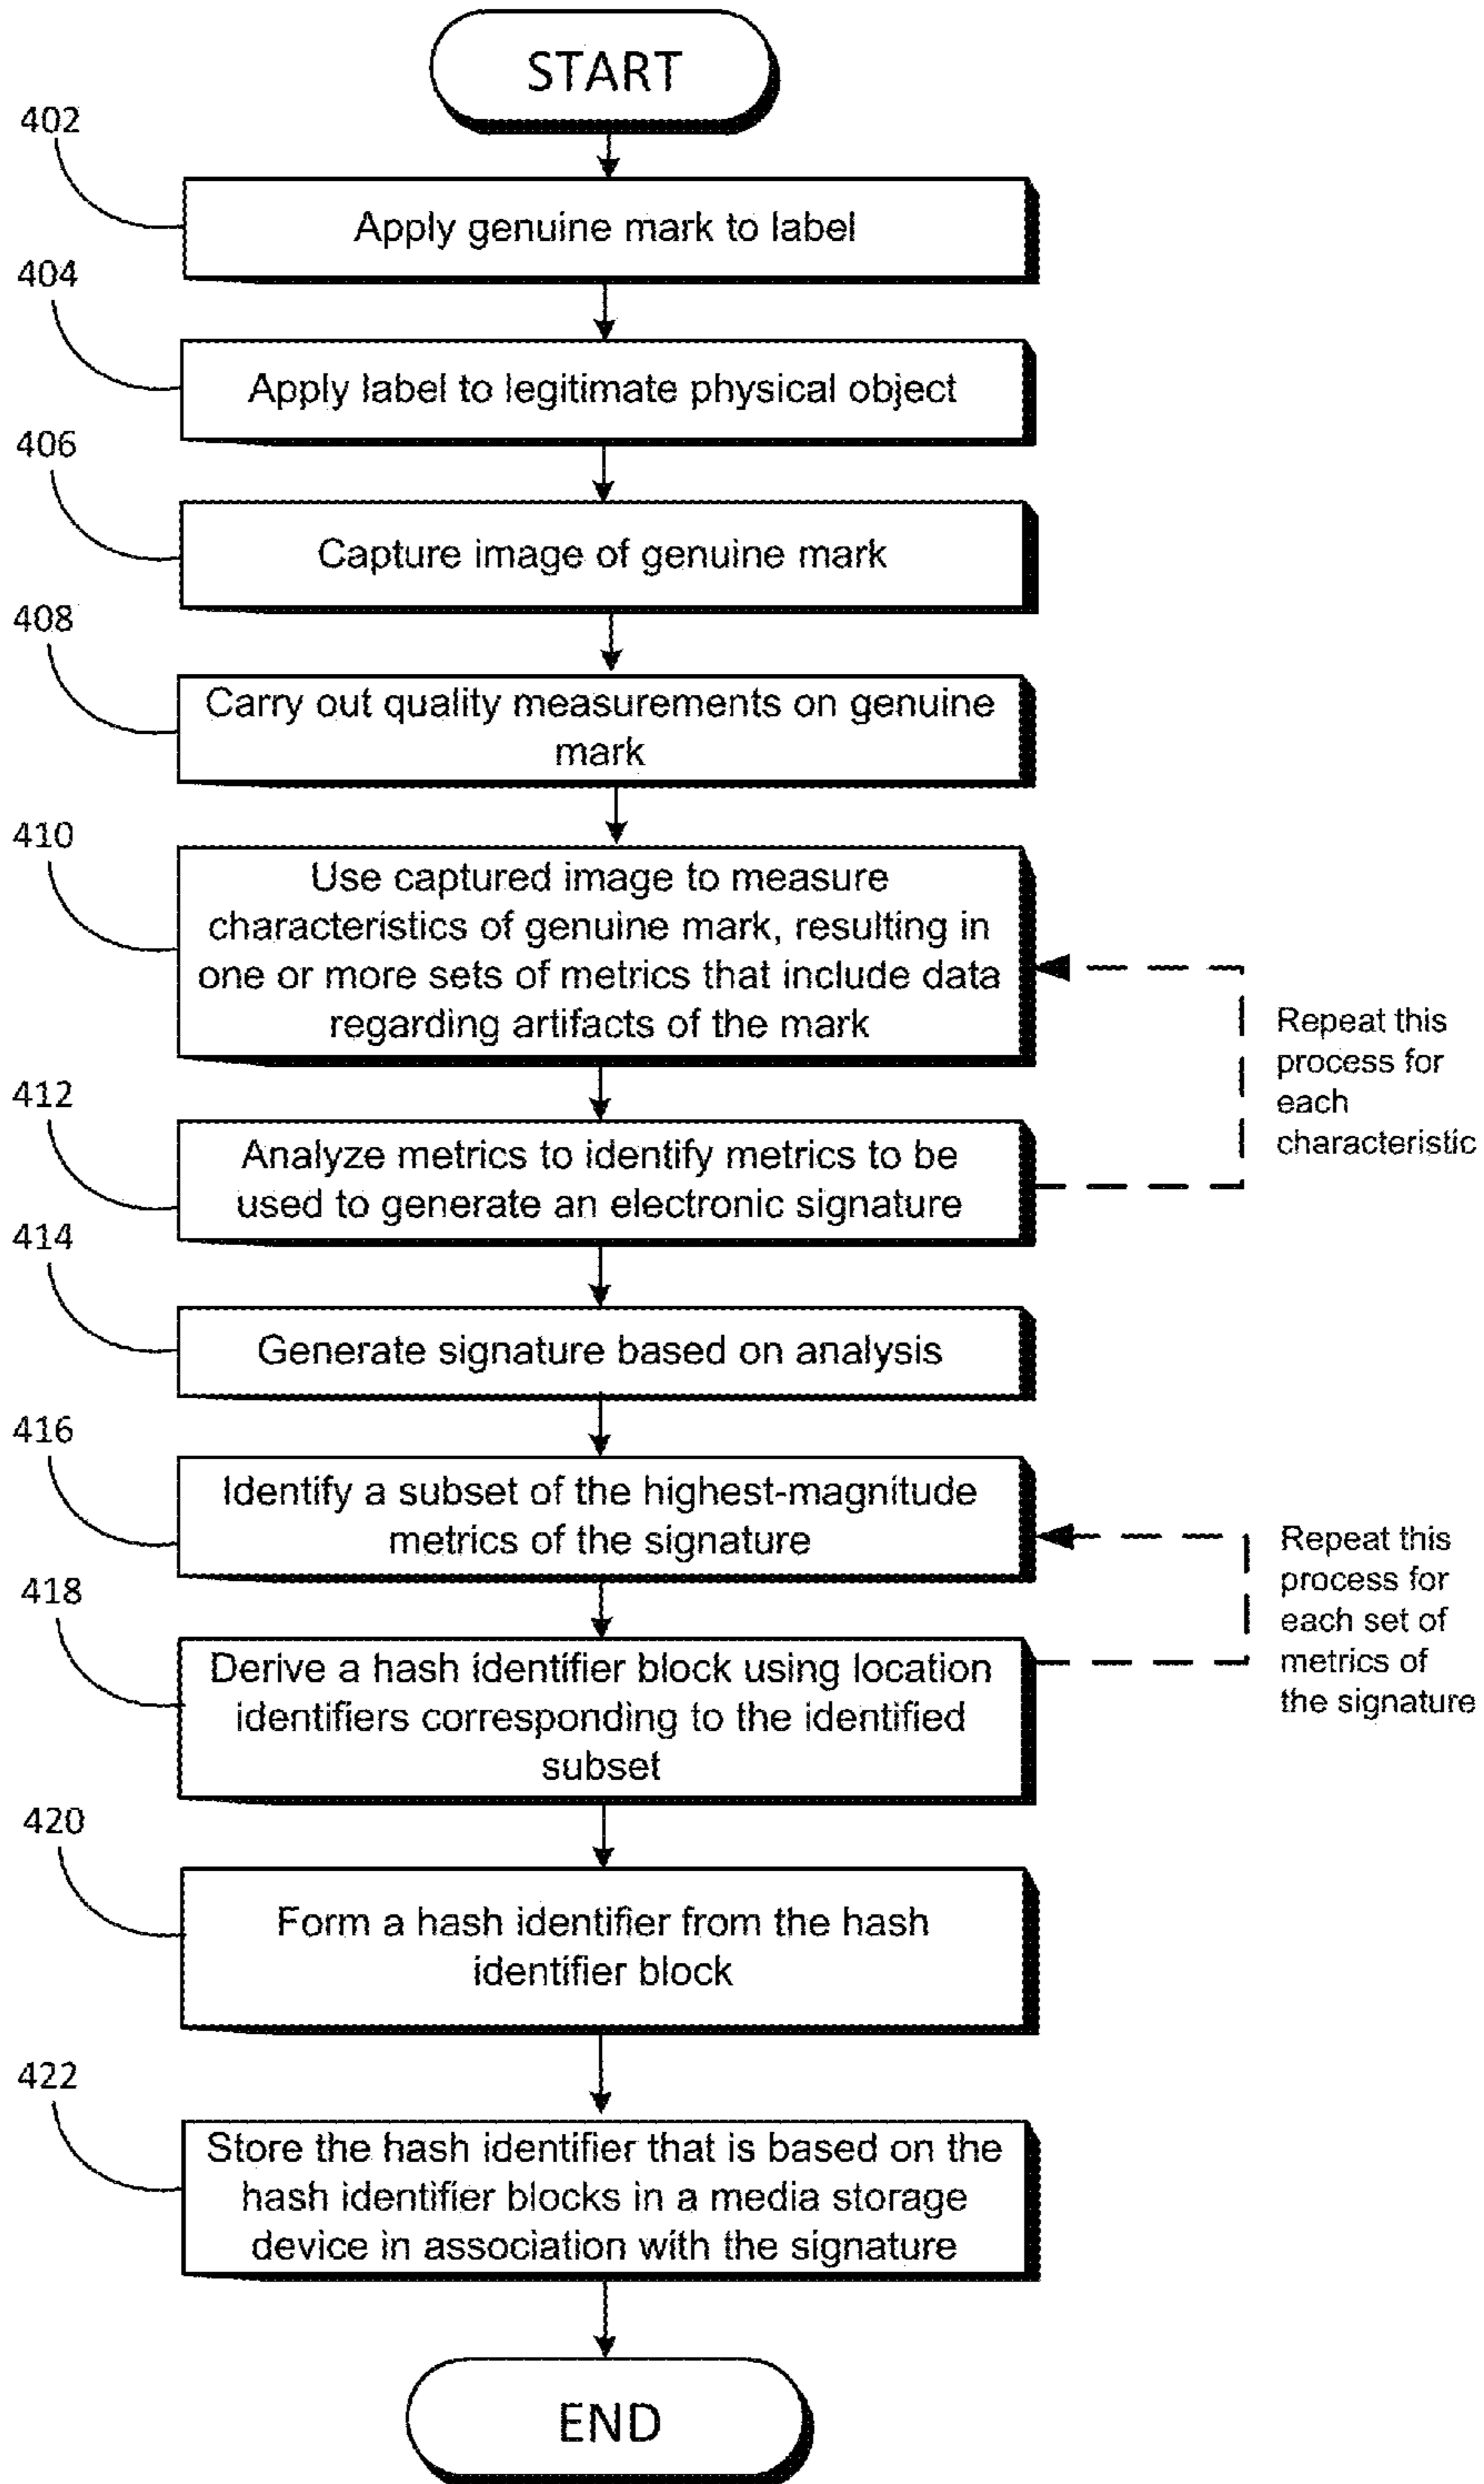 START
402
Apply genuine mark to label
404
Apply label to legitimate physical object
406
Capture image of genuine mark
408
Carry out quality measurements on genuine
mark
410
Use captured image to measure
characteristics of genuine mark, resulting in
one or more sets of metrics that include data
regarding artifacts of the mark
Repeat this
process for
each
characteristic
412
Analyze metrics to identify metrics to be
used to generate an electronic signature
414
Generate signature based on analysis
416
Identify a subset of the highest-magnitude
metrics of the signature
Repeat this
process for
each set of
metrics of
the signature
418
Derive a hash identifier block using location
identifiers corresponding to the identified
subset
420
Form a hash identifier from the hash
identifier block
422
Store the hash identifier that is based on the
hash identifier blocks in a media storage
device in association with the signature
END